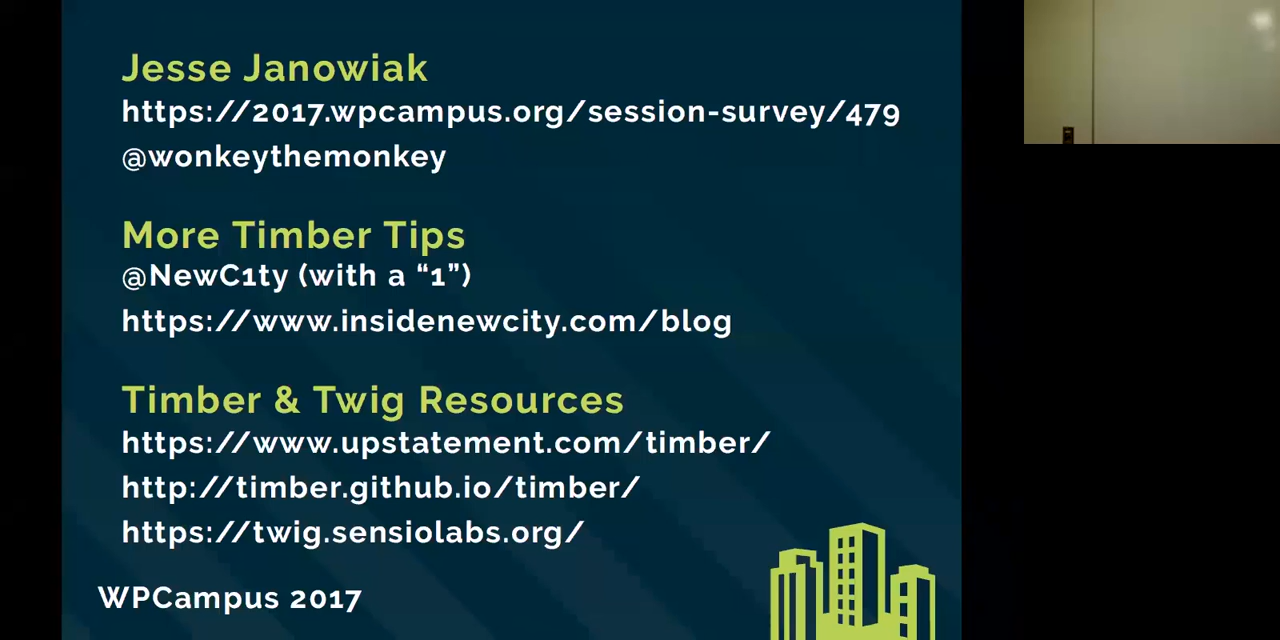 Jesse Janowiak
https://2017.wpcampus.org/session-survey/479
@wonkeythemonkey
More Timber Tips
@NewC1ty (with a “1”)
https://www.insidenewcity.com/blog
Timber & Twig Resources
https://www.upstatement.com/timber/
http://timber.github.io/timber/
https://twig.sensiolabs.org/
WPCampus 2017